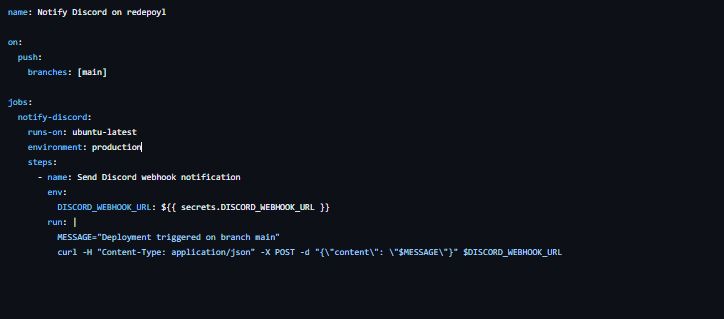 name: Notify Discord on redepoyl
on:
push:
branches: [main]
jobs:
notify-discord:
runs-on: ubuntu-latest
environment: production
steps:
- name: Send Discord webhook notification
env:
DISCORD_WEBHOOK_URL: ${{ secrets.DISCORD_WEBHOOK_URL }}
run: |
MESSAGE="Deployment triggered on branch main"
curl -H "Content-Type: application/json" -X POST -d "{\"content\": \"$MESSAGE\"}" $DISCORD_WEBHOOK_URL